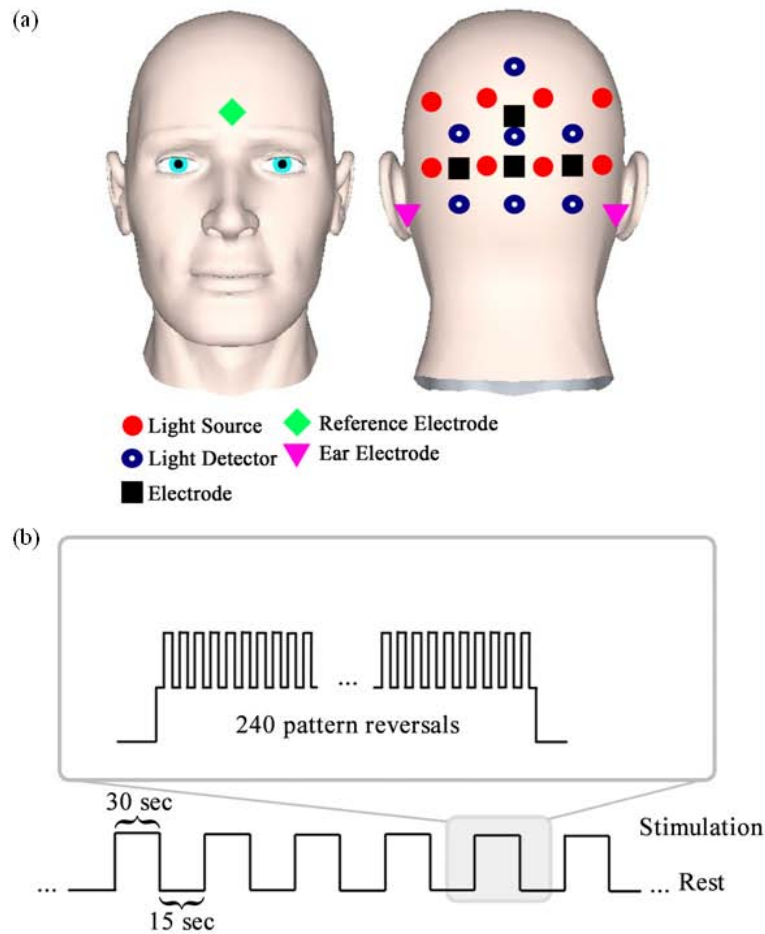 (a)
Light Source
Reference Electrode
Light Detector
Ear Electrode
Electrode
(b)
...
240 pattern reversals
30 sec
Stimulation
...
... Rest
15 sec